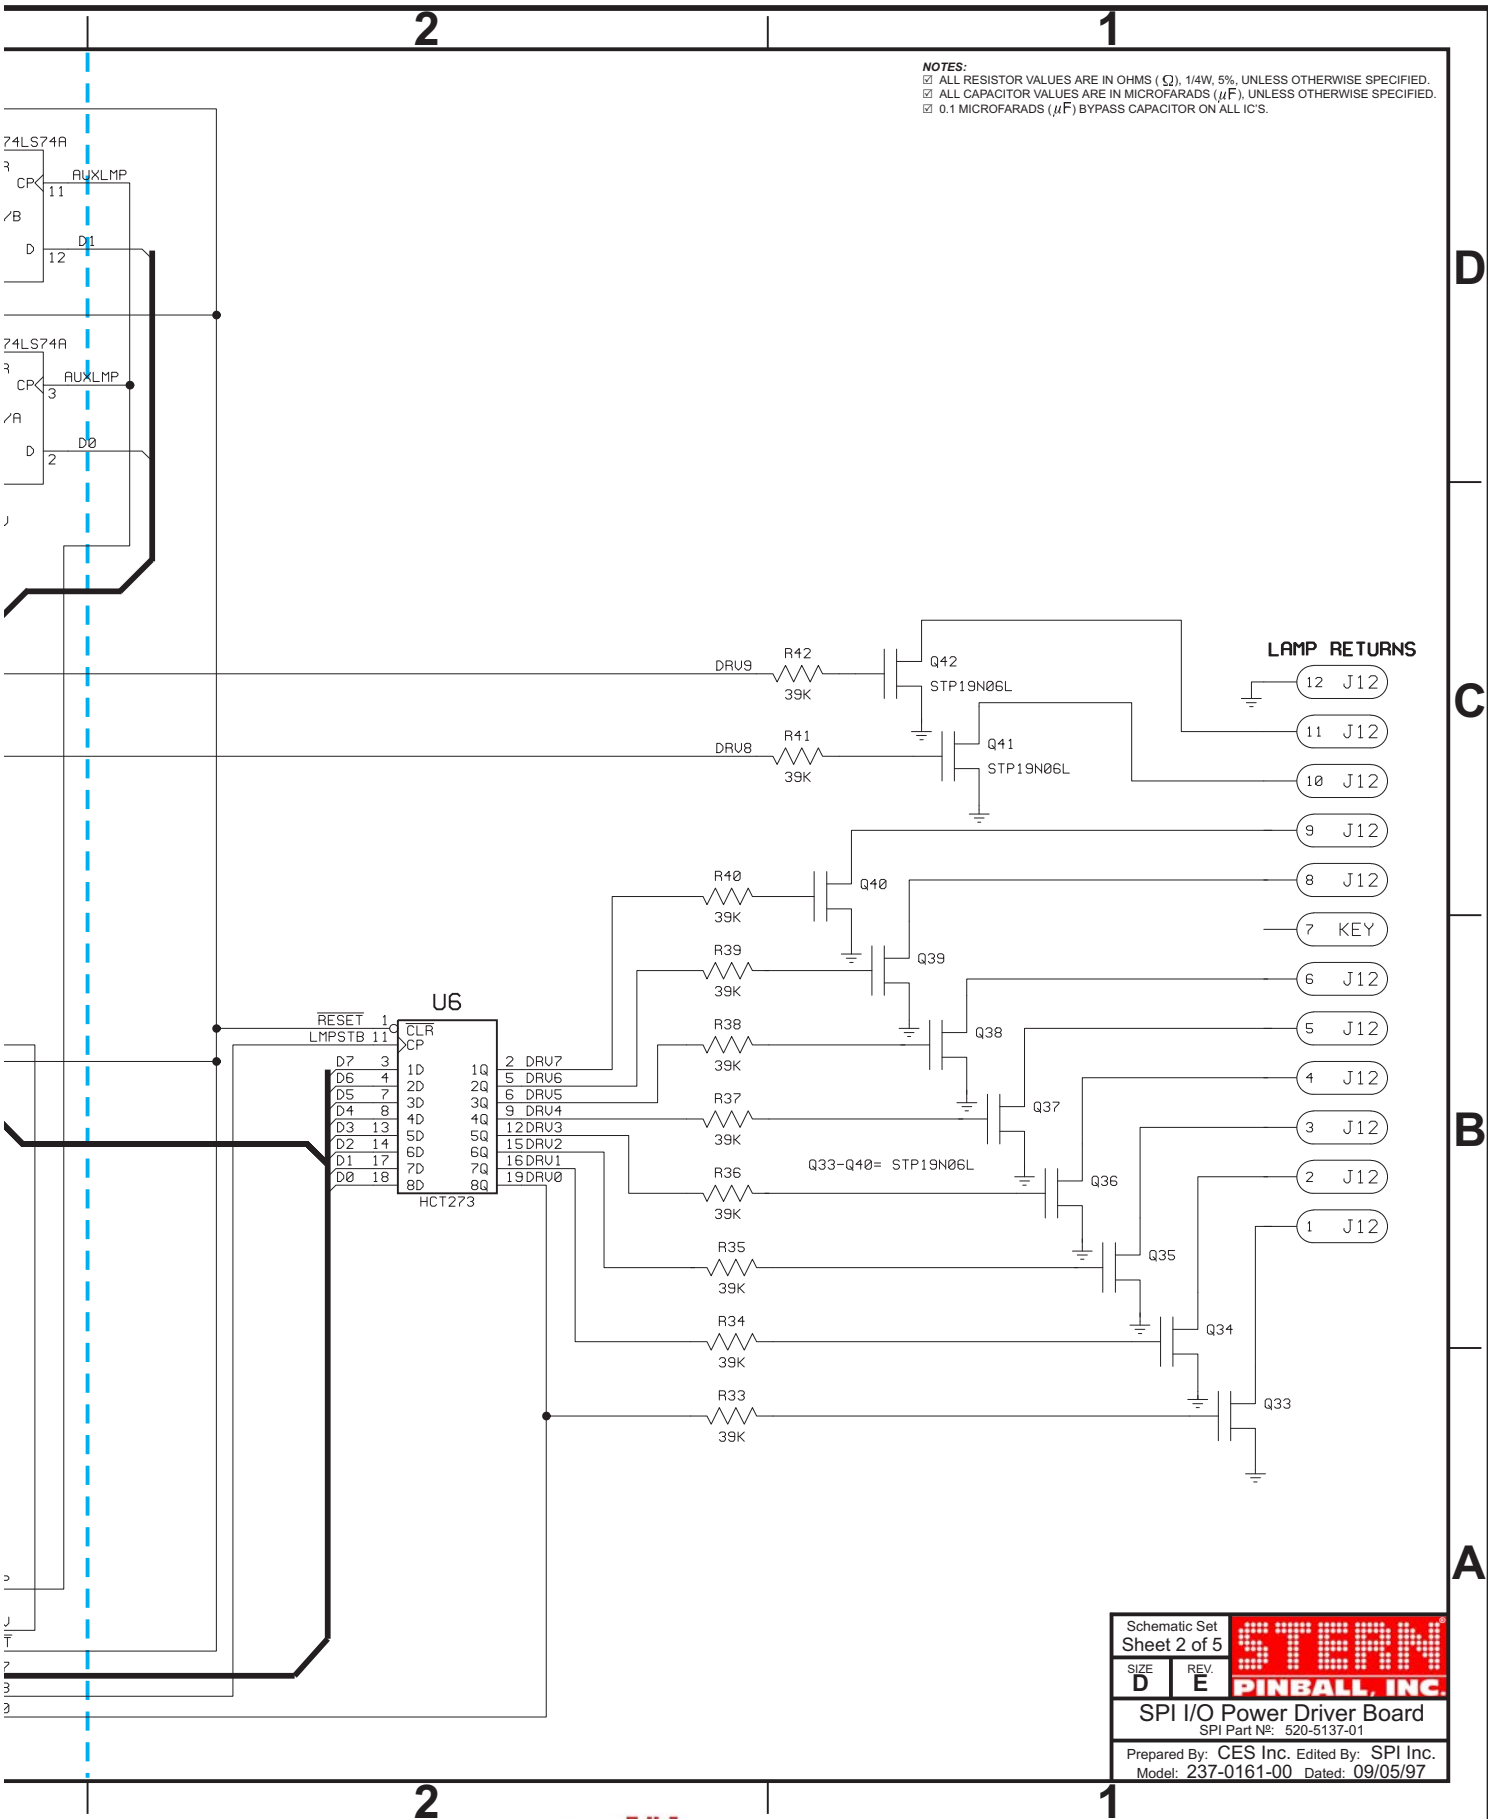 2
1
NOTES:
☑ ALL RESISTOR VALUES ARE IN OHMS ( Ω), 1/4W, 5%, UNLESS OTHERWISE SPECIFIED.
☑ ALL CAPACITOR VALUES ARE IN MICROFARADS (µF), UNLESS OTHERWISE SPECIFIED.
☑ 0.1 MICROFARADS (µF) BYPASS CAPACITOR ON ALL IC'S.
74LS74A
CP
11
AUXLMP
/B
D
12
D1
D
74LS74A
CP
3
AUXLMP
/A
D
2
D0
LAMP RETURNS
DRV9
R42
39K
Q42
STP19N06L
12 J12
C
11 J12
DRV8
R41
39K
Q41
STP19N06L
10 J12
9 J12
R40
39K
Q40
8 J12
7 KEY
R39
39K
Q39
6 J12
U6
RESET 1
CLR
LMPSTB 11
CP
R38
39K
Q38
5 J12
D7 3 1D 1Q 2 DRV7
D6 4 2D 2Q 5 DRV6
D5 7 3D 3Q 6 DRV5
D4 8 4D 4Q 9 DRV4
D3 13 5D 5Q 12 DRV3
D2 14 6D 6Q 15 DRV2
D1 17 7D 7Q 16 DRV1
D0 18 8D 8Q 19 DRV0
HCT273
4 J12
R37
39K
Q37
3 J12
B
Q33-Q40= STP19N06L
R36
39K
Q36
2 J12
1 J12
R35
39K
Q35
R34
39K
Q34
R33
39K
Q33
A
Schematic Set
Sheet 2 of 5
SIZE
D
REV.
E
STERN®
PINBALL, INC.
SPI I/O Power Driver Board
SPI Part Nº: 520-5137-01
Prepared By: CES Inc. Edited By: SPI Inc.
Model: 237-0161-00 Dated: 09/05/97
2
1